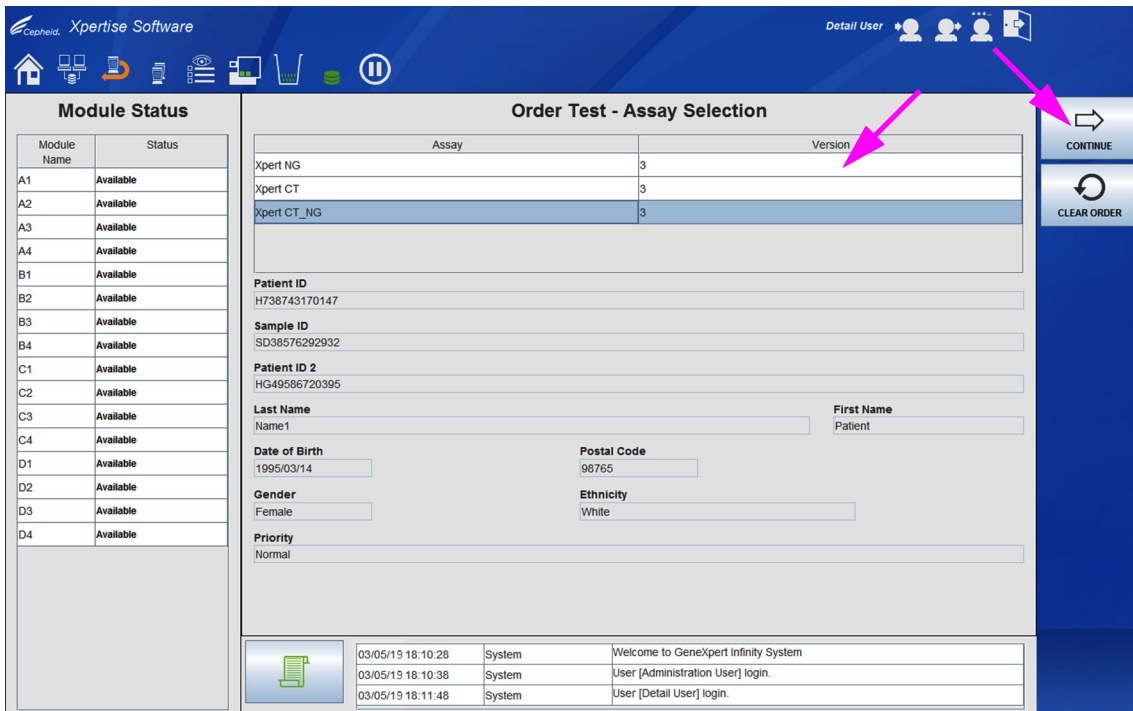 Cepheid. Xpertise Software
Detail User
Module Status
Module Name Status
A1 Available
A2 Available
A3 Available
A4 Available
B1 Available
B2 Available
B3 Available
B4 Available
C1 Available
C2 Available
C3 Available
C4 Available
D1 Available
D2 Available
D3 Available
D4 Available
Order Test - Assay Selection
Assay Version
Xpert NG 3
Xpert CT 3
Xpert CT_NG 3
Patient ID
H738743170147
Sample ID
SD38576292932
Patient ID 2
HG49586720395
Last Name First Name
Name1 Patient
Date of Birth Postal Code
1995/03/14 98765
Gender Ethnicity
Female White
Priority
Normal
03/05/19 18:10:28 System Welcome to GeneXpert Infinity System
03/05/19 18:10:38 System User [Administration User] login.
03/05/19 18:11:48 System User [Detail User] login.
CONTINUE
CLEAR ORDER